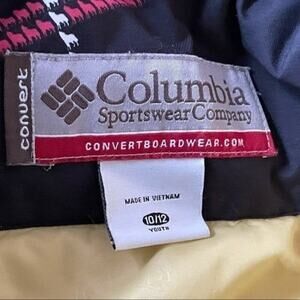 convert
Columbia
Sportswear Company
CONVERTBOARDWEAR.COM
MADE IN VIETNAM
10/12
YOUTH